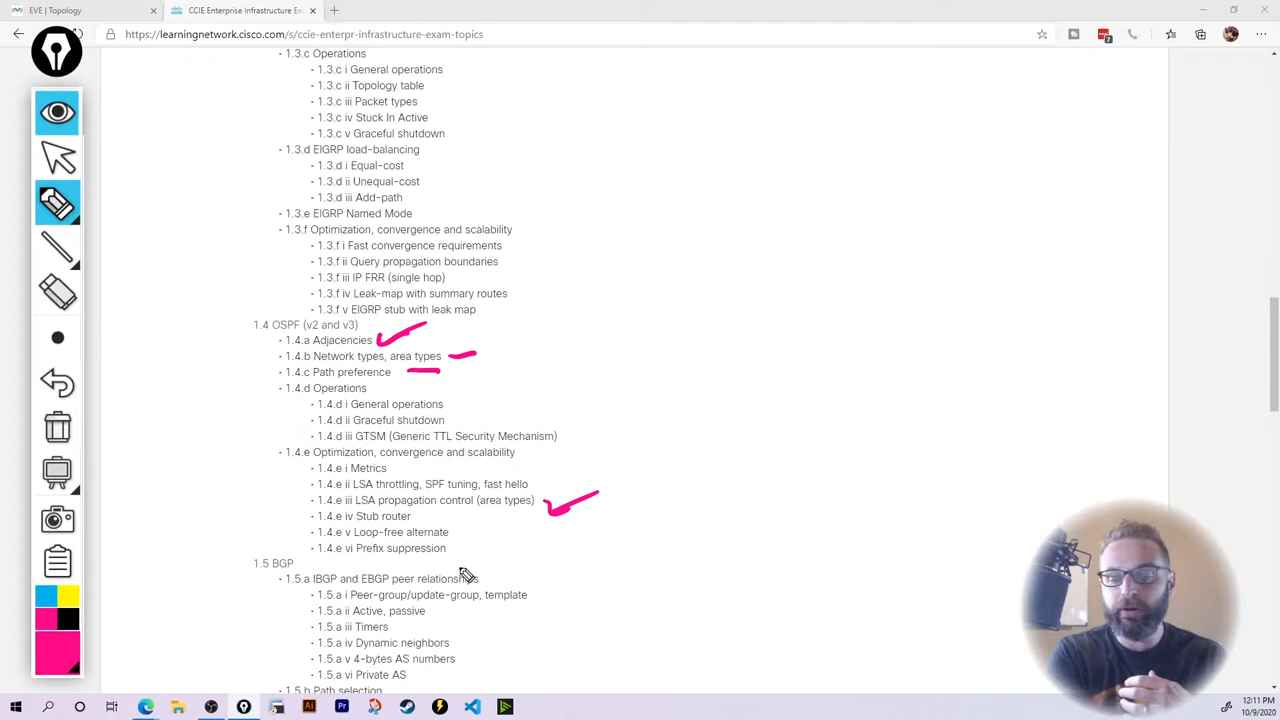 EVE | Topology
CCIE Enterprise Infrastructure Ex
https://learningnetwork.cisco.com/s/ccie-enterpr-infrastructure-exam-topics
7
1.3.c Operations
1.3.c i General operations
1.3.c ii Topology table
1.3.c iii Packet types
1.3.c iv Stuck In Active
1.3.c v Graceful shutdown
1.3.d EIGRP load-balancing
1.3.d i Equal-cost
1.3.d ii Unequal-cost
1.3.d iii Add-path
1.3.e EIGRP Named Mode
1.3.f Optimization, convergence and scalability
1.3.f i Fast convergence requirements
1.3.f ii Query propagation boundaries
1.3.f iii IP FRR (single hop)
1.3.f iv Leak-map with summary routes
1.3.f v EIGRP stub with leak map
1.4 OSPF (v2 and v3)
1.4.a Adjacencies
1.4.b Network types, area types
1.4.c Path preference
1.4.d Operations
1.4.d i General operations
1.4.d ii Graceful shutdown
1.4.d iii GTSM (Generic TTL Security Mechanism)
1.4.e Optimization, convergence and scalability
1.4.e i Metrics
1.4.e ii LSA throttling, SPF tuning, fast hello
1.4.e iii LSA propagation control (area types)
1.4.e iv Stub router
1.4.e v Loop-free alternate
1.4.e vi Prefix suppression
1.5 BGP
1.5.a IBGP and EBGP peer relationships
1.5.a i Peer-group/update-group, template
1.5.a ii Active, passive
1.5.a iii Timers
1.5.a iv Dynamic neighbors
1.5.a v 4-bytes AS numbers
1.5.a vi Private AS
1.5.b Path selection
12:11 PM
10/9/2020